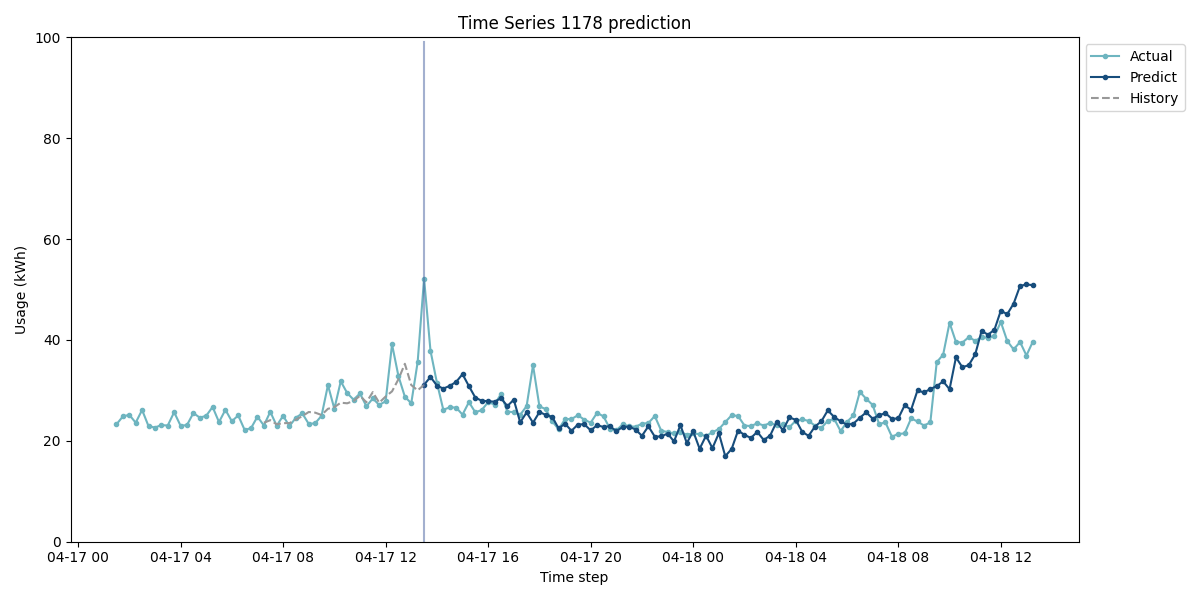 Time Series 1178 prediction
Usage (kWh)
100
80
60
40
20
0
04-17 00 04-17 04 04-17 08 04-17 12 04-17 16 04-17 20 04-18 00 04-18 04 04-18 08 04-18 12
Time step
Actual
Predict
History